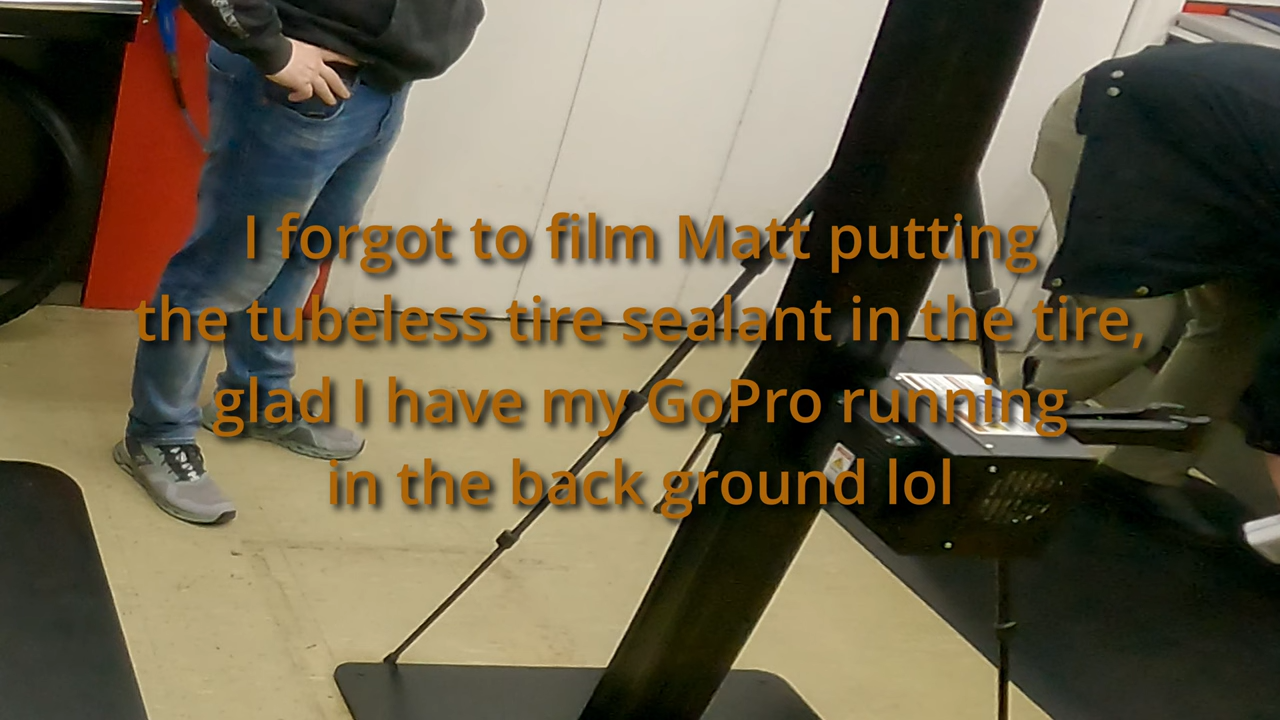 I forgot to film Matt putting
the tubeless tire sealant in the tire,
glad I have my GoPro running
in the back ground lol